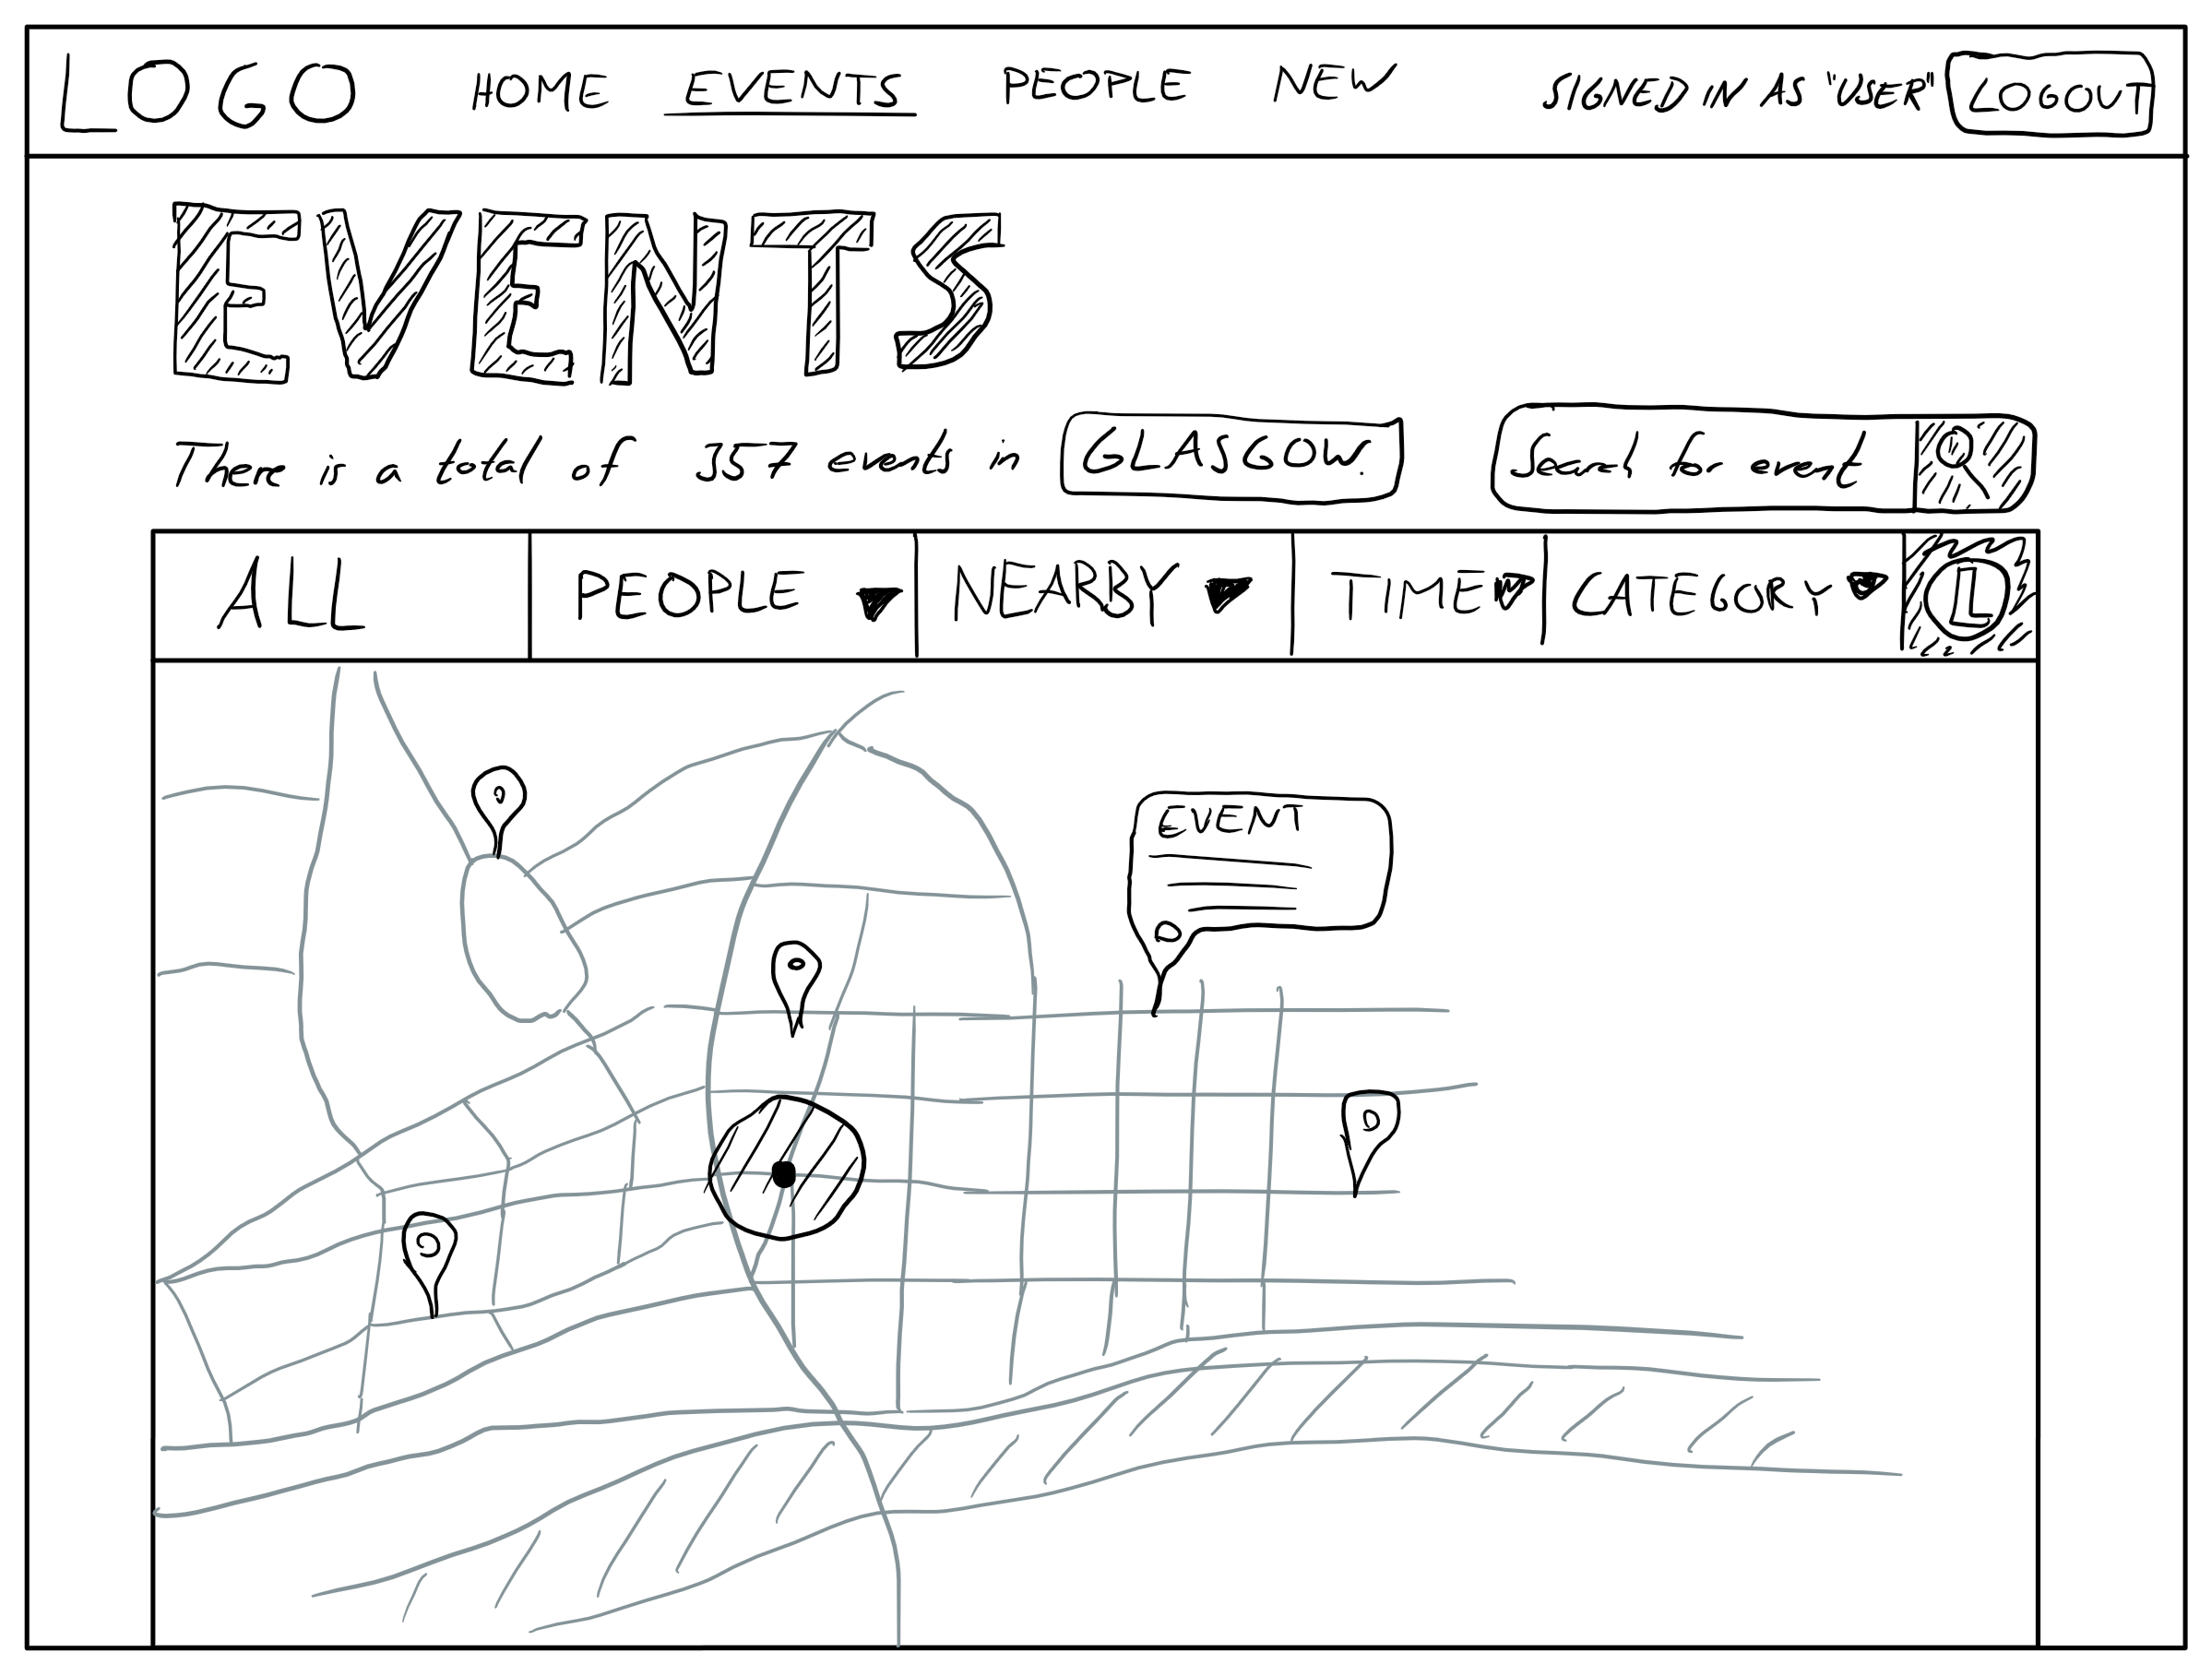 LOGO HOME EVENTS PEOPLE NEW SIGNED IN AS "USER" LOGOUT
EVENTS
There is a total of 357 events in GLASGOW. Search for event
ALL PEOPLE NEARBY TIME CATEGORY
EVENT